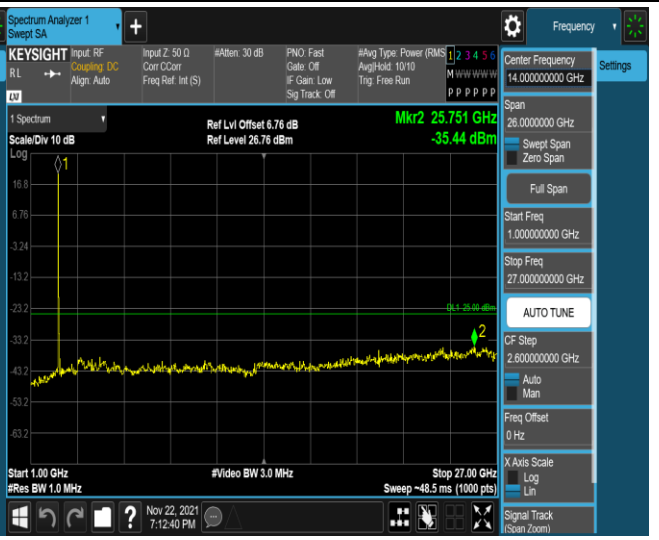 Spectrum Analyzer 1
Swept SA
Frequency
KEYSIGHT
Input: RF
Coupling: DC
Align: Auto
Input Z: 50 Ω
Corr CCorr
Freq Ref: Int (S)
#Atten: 30 dB
PNO: Fast
Gate: Off
IF Gain: Low
Sig Track: Off
#Avg Type: Power (RMS
Avg|Hold: 10/10
Trig: Free Run
1 2 3 4 5 6
M W W W W W
P P P P P P
R L
LXI
Center Frequency
14.000000000 GHz
Settings
Span
26.0000000 GHz
Swept Span
Zero Span
Full Span
Start Freq
1.000000000 GHz
Stop Freq
27.000000000 GHz
AUTO TUNE
CF Step
2.600000000 GHz
Auto
Man
Freq Offset
0 Hz
X Axis Scale
Log
Lin
Signal Track
(Span Zoom)
1 Spectrum
Scale/Div 10 dB
Log
Ref Lvl Offset 6.76 dB
Ref Level 26.76 dBm
Mkr2 25.751 GHz
-35.44 dBm
1
16.8
6.76
-3.24
-13.2
-23.2
DL1 -25.00 dBm
2
-33.2
-43.2
-53.2
-63.2
Start 1.00 GHz
#Video BW 3.0 MHz
Stop 27.00 GHz
#Res BW 1.0 MHz
Sweep ~48.5 ms (1000 pts)
?
Nov 22, 2021
7:12:40 PM